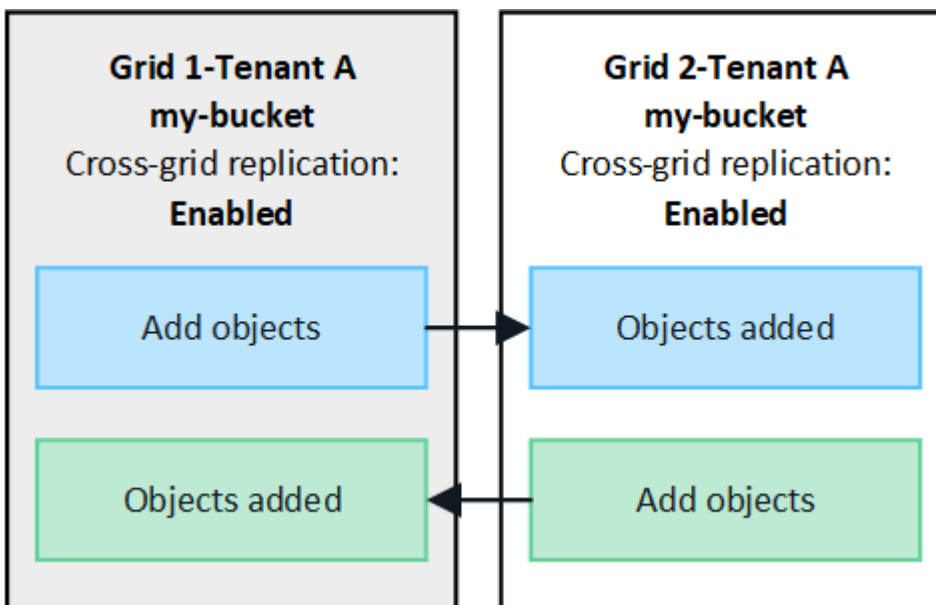 Grid 1-Tenant A
my-bucket
Cross-grid replication:
Enabled
Add objects
Objects added
Grid 2-Tenant A
my-bucket
Cross-grid replication:
Enabled
Objects added
Add objects